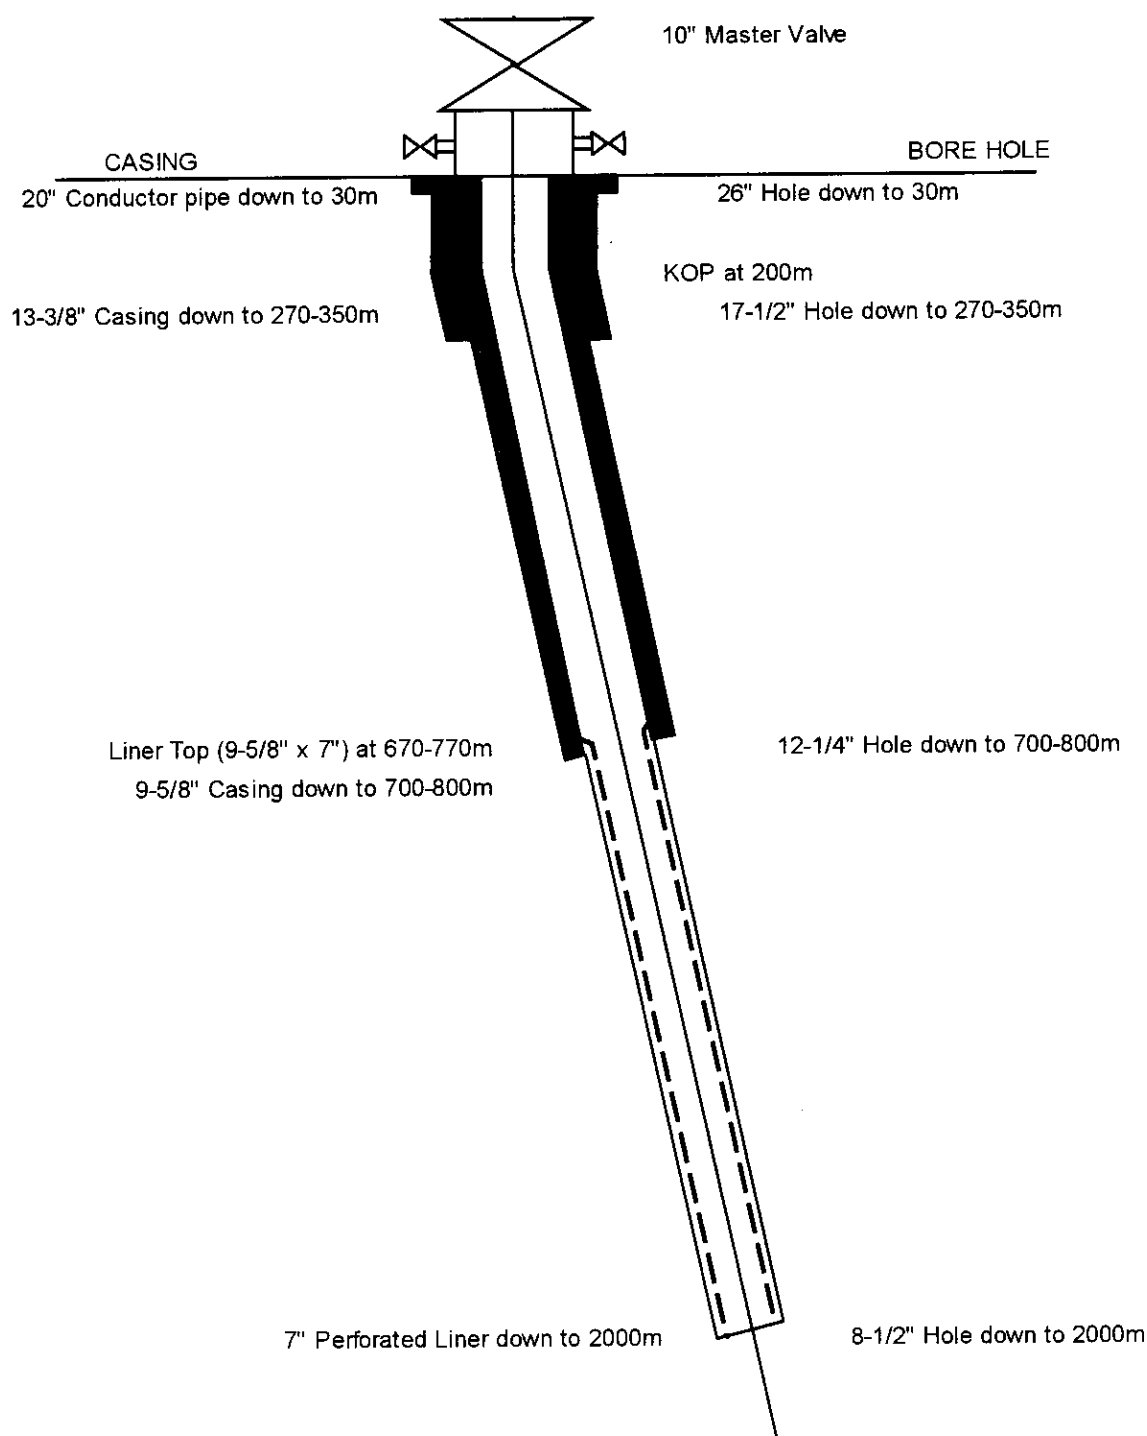 10" Master Valve
CASING
BORE HOLE
20" Conductor pipe down to 30m
26" Hole down to 30m
KOP at 200m
13-3/8" Casing down to 270-350m
17-1/2" Hole down to 270-350m
Liner Top (9-5/8" x 7") at 670-770m
12-1/4" Hole down to 700-800m
9-5/8" Casing down to 700-800m
7" Perforated Liner down to 2000m
8-1/2" Hole down to 2000m